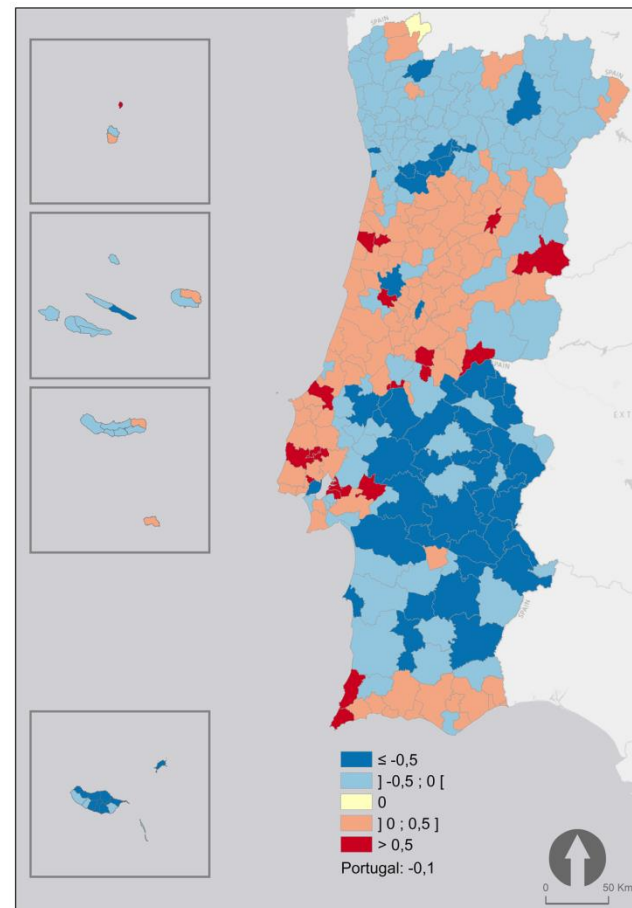 SPAIN
SPAIN
SPAIN
EXT
SPAIN
≤ -0,5
] -0,5 ; 0 [
0
] 0 ; 0,5 ]
> 0,5
Portugal: -0,1
0 50 Km